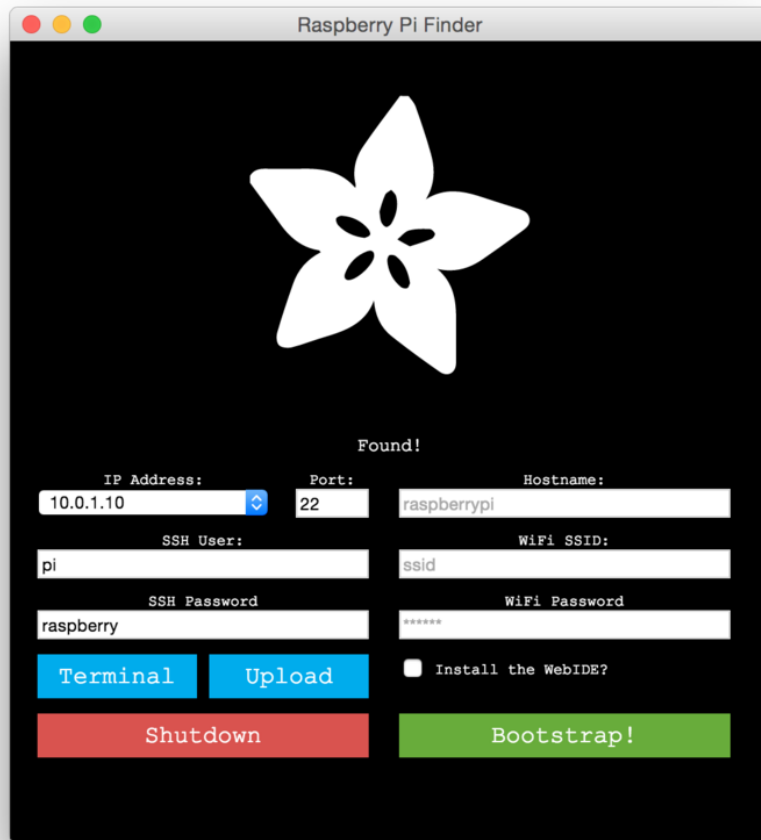 Raspberry Pi Finder
Found!
IP Address: Port: Hostname:
10.0.1.10 22 raspberrypi
SSH User: WiFi SSID:
pi ssid
SSH Password WiFi Password
raspberry ******
Terminal Upload Install the WebIDE?
Shutdown Bootstrap!